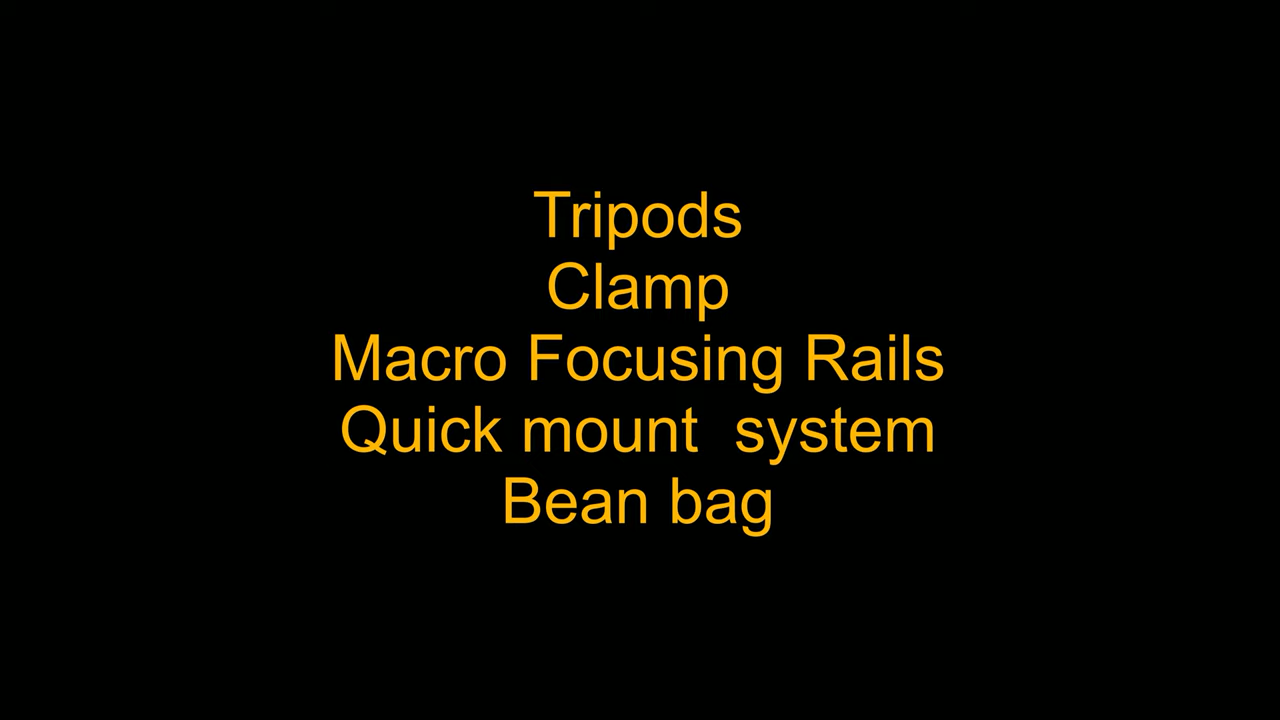 Tripods
Clamp
Macro Focusing Rails
Quick mount  system
Bean bag